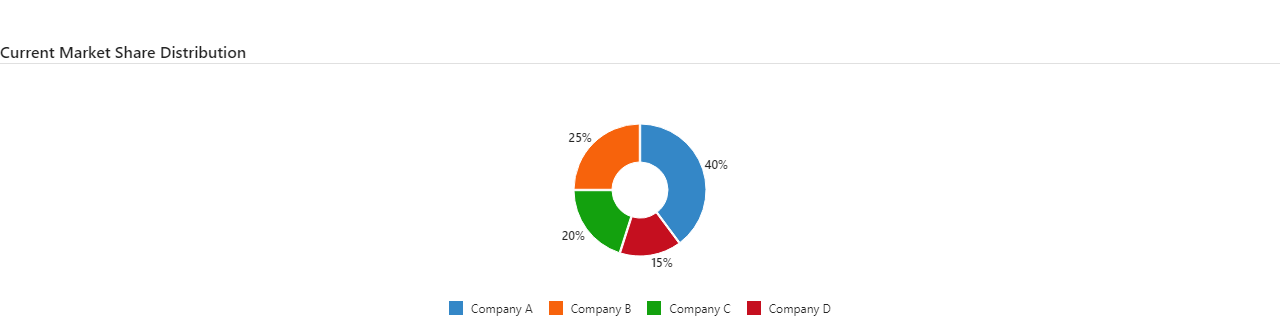 Current Market Share Distribution
25%
40%
20%
15%
Company A
Company B
Company C
Company D